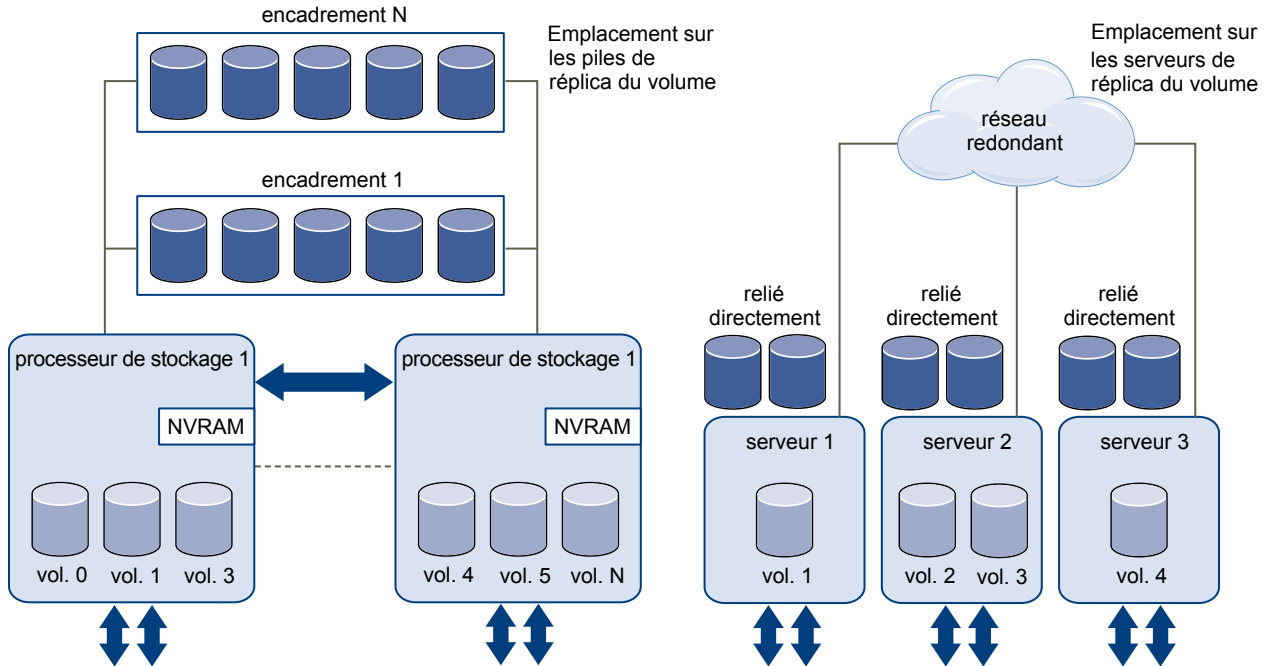 encadrement N
Emplacement sur
les piles de
réplica du volume
encadrement 1
processeur de stockage 1
processeur de stockage 1
NVRAM
NVRAM
vol. 0
vol. 1
vol. 3
vol. 4
vol. 5
vol. N
Emplacement sur
les serveurs de
réplica du volume
réseau
redondant
relié
directement
relié
directement
relié
directement
serveur 1
serveur 2
serveur 3
vol. 1
vol. 2
vol. 3
vol. 4